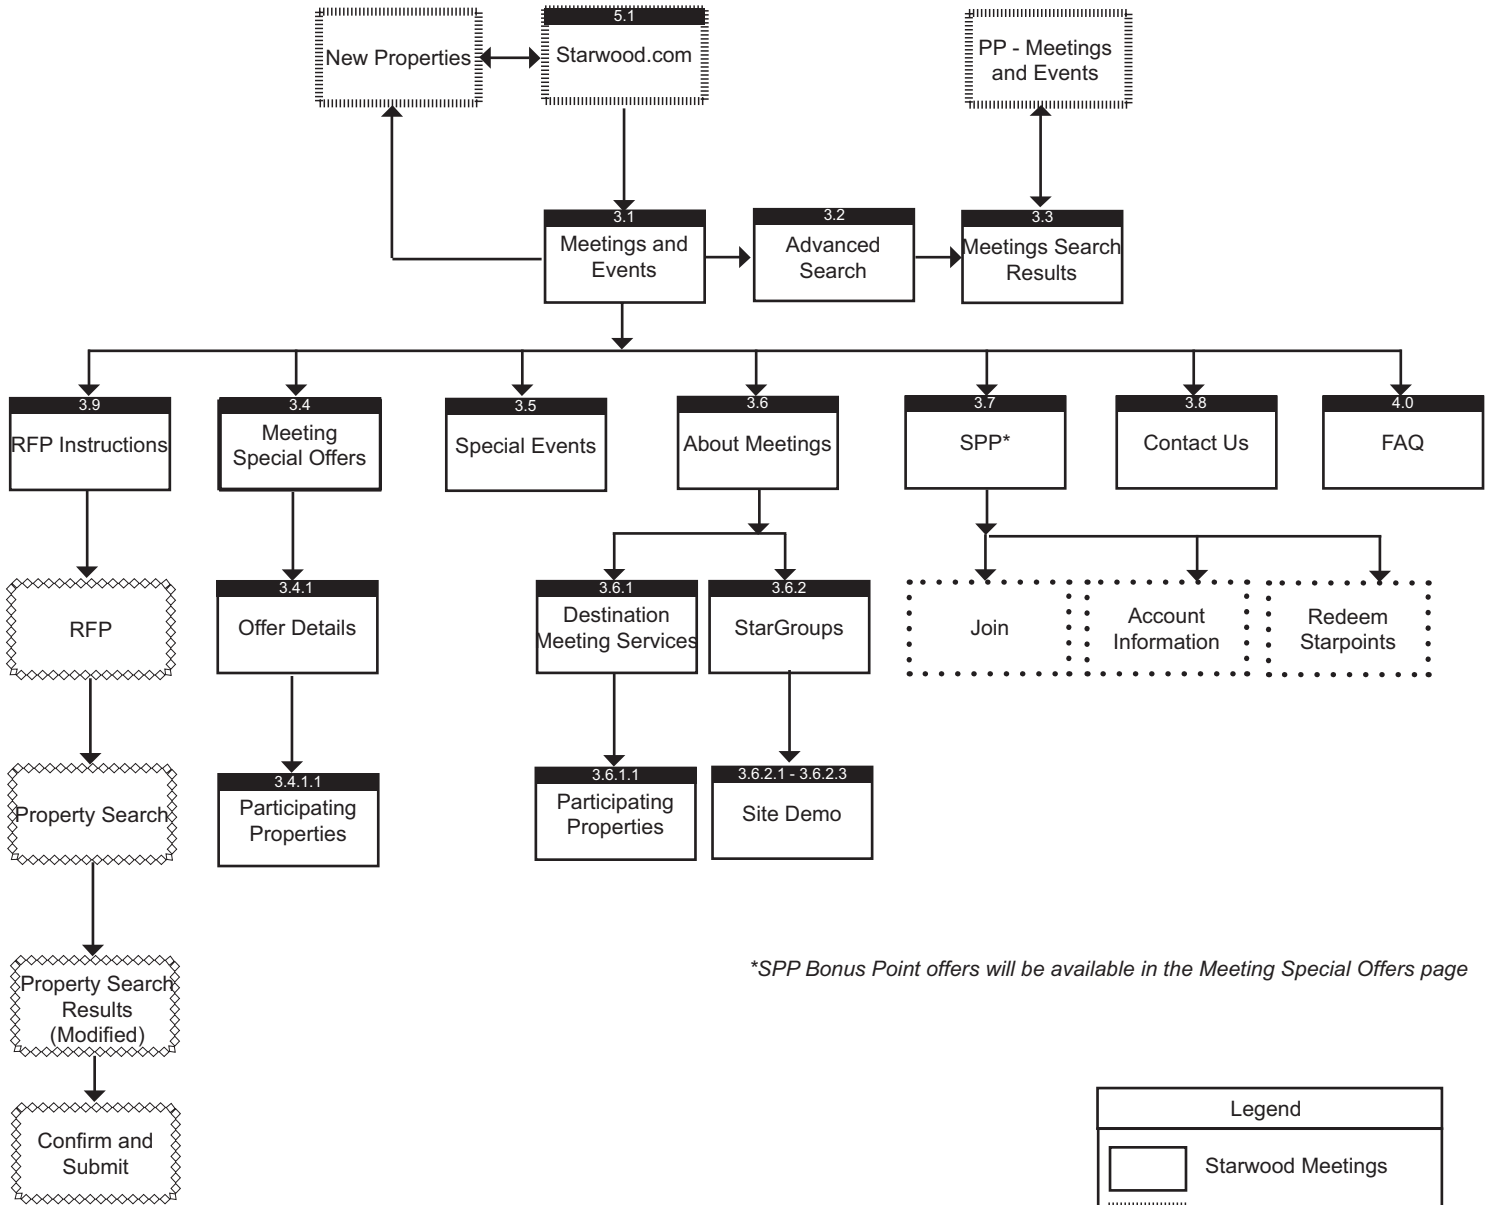 New Properties
5.1
Starwood.com
PP - Meetings
and Events
3.1
Meetings and
Events
3.2
Advanced
Search
3.3
Meetings Search
Results
3.9
RFP Instructions
3.4
Meeting
Special Offers
3.5
Special Events
3.6
About Meetings
3.7
SPP*
3.8
Contact Us
4.0
FAQ
RFP
3.4.1
Offer Details
3.6.1
Destination
Meeting Services
3.6.2
StarGroups
Join
Account
Information
Redeem
Starpoints
Property Search
3.4.1.1
Participating
Properties
3.6.1.1
Participating
Properties
3.6.2.1 - 3.6.2.3
Site Demo
Property Search
Results
(Modified)
*SPP Bonus Point offers will be available in the Meeting Special Offers page
Confirm and
Submit
Legend
Starwood Meetings